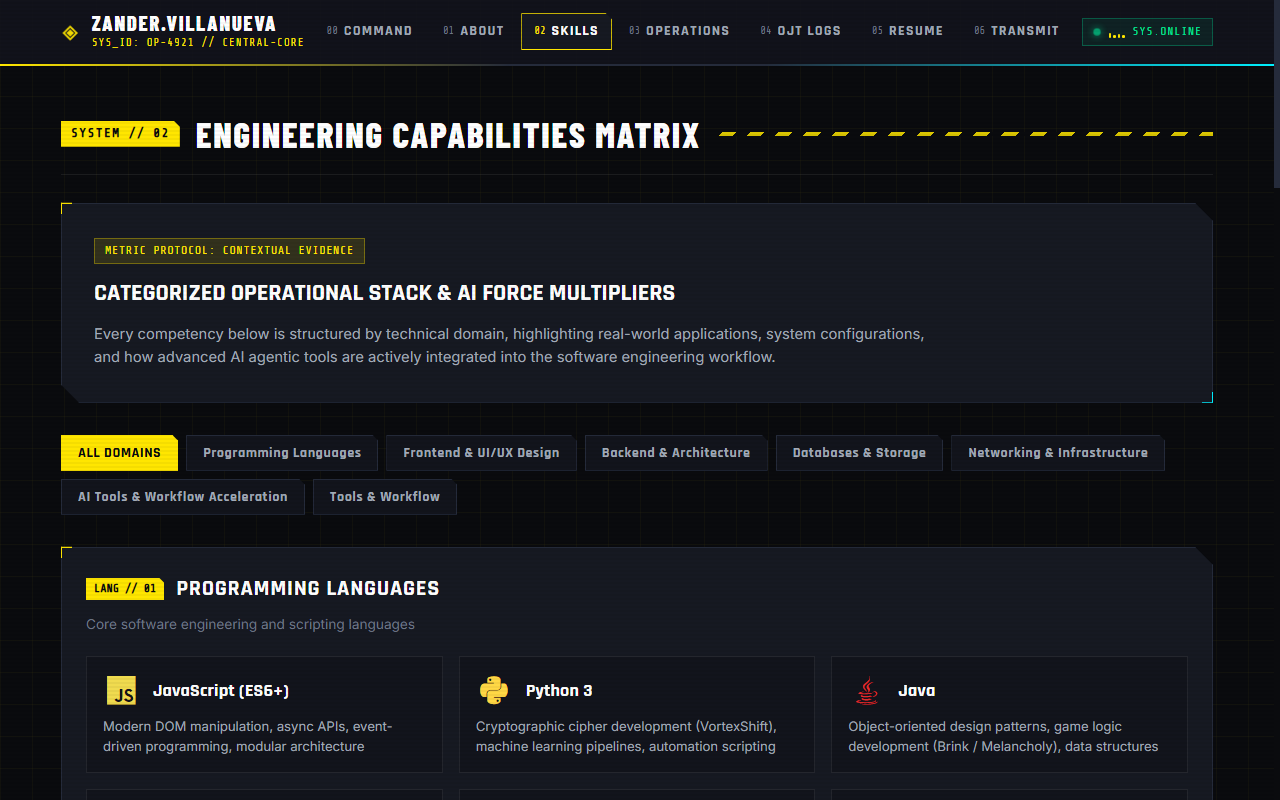 ZANDER.VILLANUEVA
SYS_ID: OP-4921 // CENTRAL-CORE
00 COMMAND
01 ABOUT
02 SKILLS
03 OPERATIONS
04 OJT LOGS
05 RESUME
06 TRANSMIT
SYS.ONLINE
SYSTEM // 02
ENGINEERING CAPABILITIES MATRIX
METRIC PROTOCOL: CONTEXTUAL EVIDENCE
CATEGORIZED OPERATIONAL STACK & AI FORCE MULTIPLIERS
Every competency below is structured by technical domain, highlighting real-world applications, system configurations,
and how advanced AI agentic tools are actively integrated into the software engineering workflow.
ALL DOMAINS
Programming Languages
Frontend & UI/UX Design
Backend & Architecture
Databases & Storage
Networking & Infrastructure
AI Tools & Workflow Acceleration
Tools & Workflow
LANG // 01
PROGRAMMING LANGUAGES
Core software engineering and scripting languages
JS
JavaScript (ES6+)
Modern DOM manipulation, async APIs, event-
driven programming, modular architecture
Python 3
Cryptographic cipher development (VortexShift),
machine learning pipelines, automation scripting
Java
Object-oriented design patterns, game logic
development (Brink / Melancholy), data structures